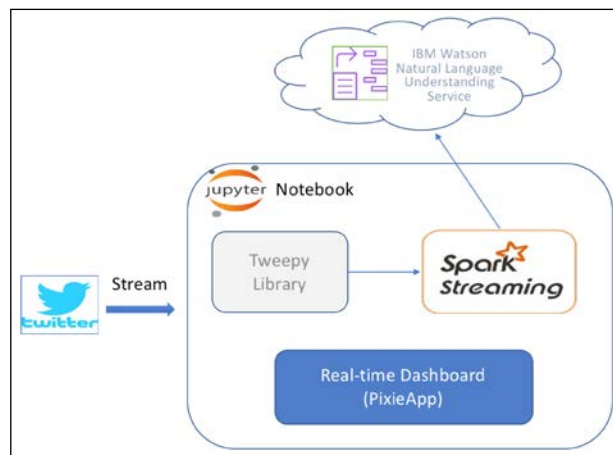 IBM Watson
Natural Language
Understanding
Service
jupyter Notebook
Tweepy
Library
Spark
Streaming
Stream
twitter
Real-time Dashboard
(PixieApp)